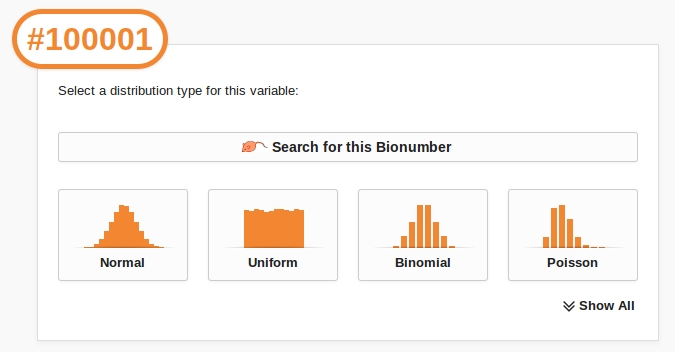 #100001
Select a distribution type for this variable:
Search for this Bionumber
Normal
Uniform
Binomial
Poisson
Show All